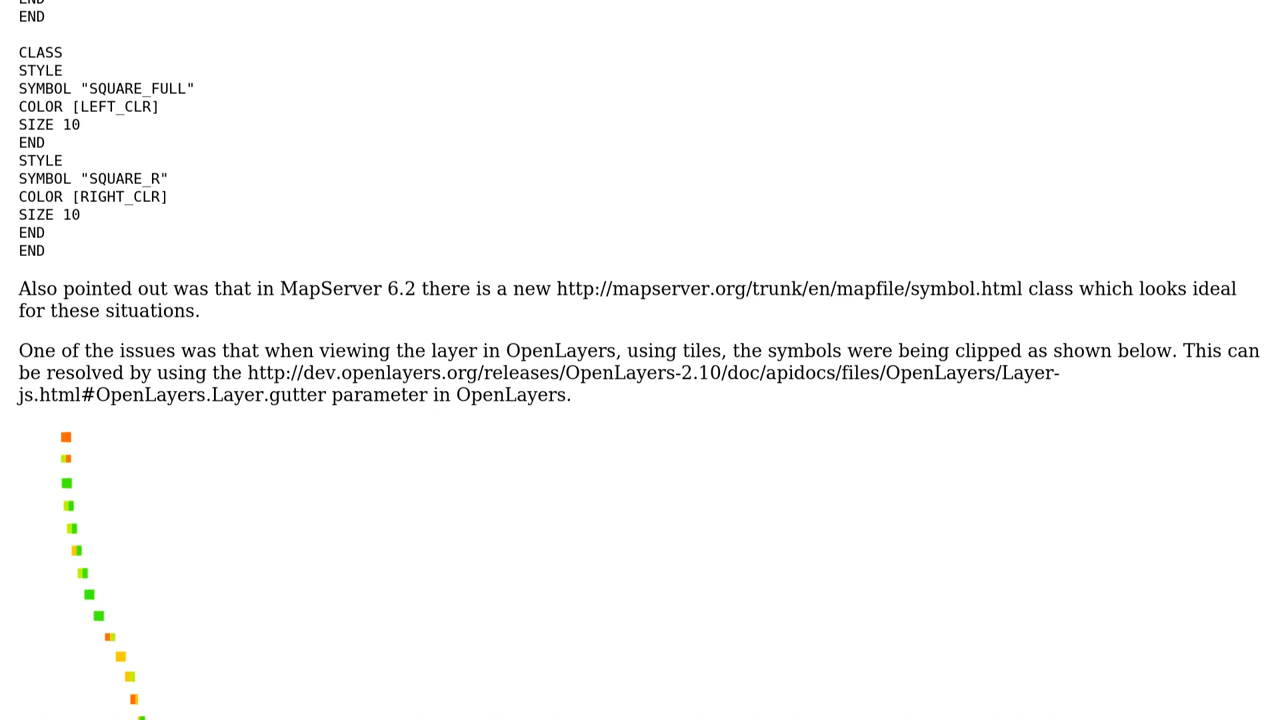 END
END
CLASS
STYLE
SYMBOL "SQUARE_FULL"
COLOR [LEFT_CLR]
SIZE 10
END
STYLE
SYMBOL "SQUARE_R"
COLOR [RIGHT_CLR]
SIZE 10
END
END
Also pointed out was that in MapServer 6.2 there is a new http://mapserver.org/trunk/en/mapfile/symbol.html class which looks ideal
for these situations.
One of the issues was that when viewing the layer in OpenLayers, using tiles, the symbols were being clipped as shown below. This can
be resolved by using the http://dev.openlayers.org/releases/OpenLayers-2.10/doc/apidocs/files/OpenLayers/Layer-
js.html#OpenLayers.Layer.gutter parameter in OpenLayers.